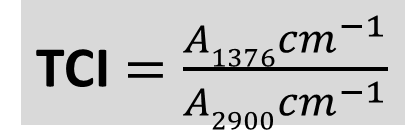 TCI = A₁₃₇₆cm⁻¹ / A₂₉₀₀cm⁻¹